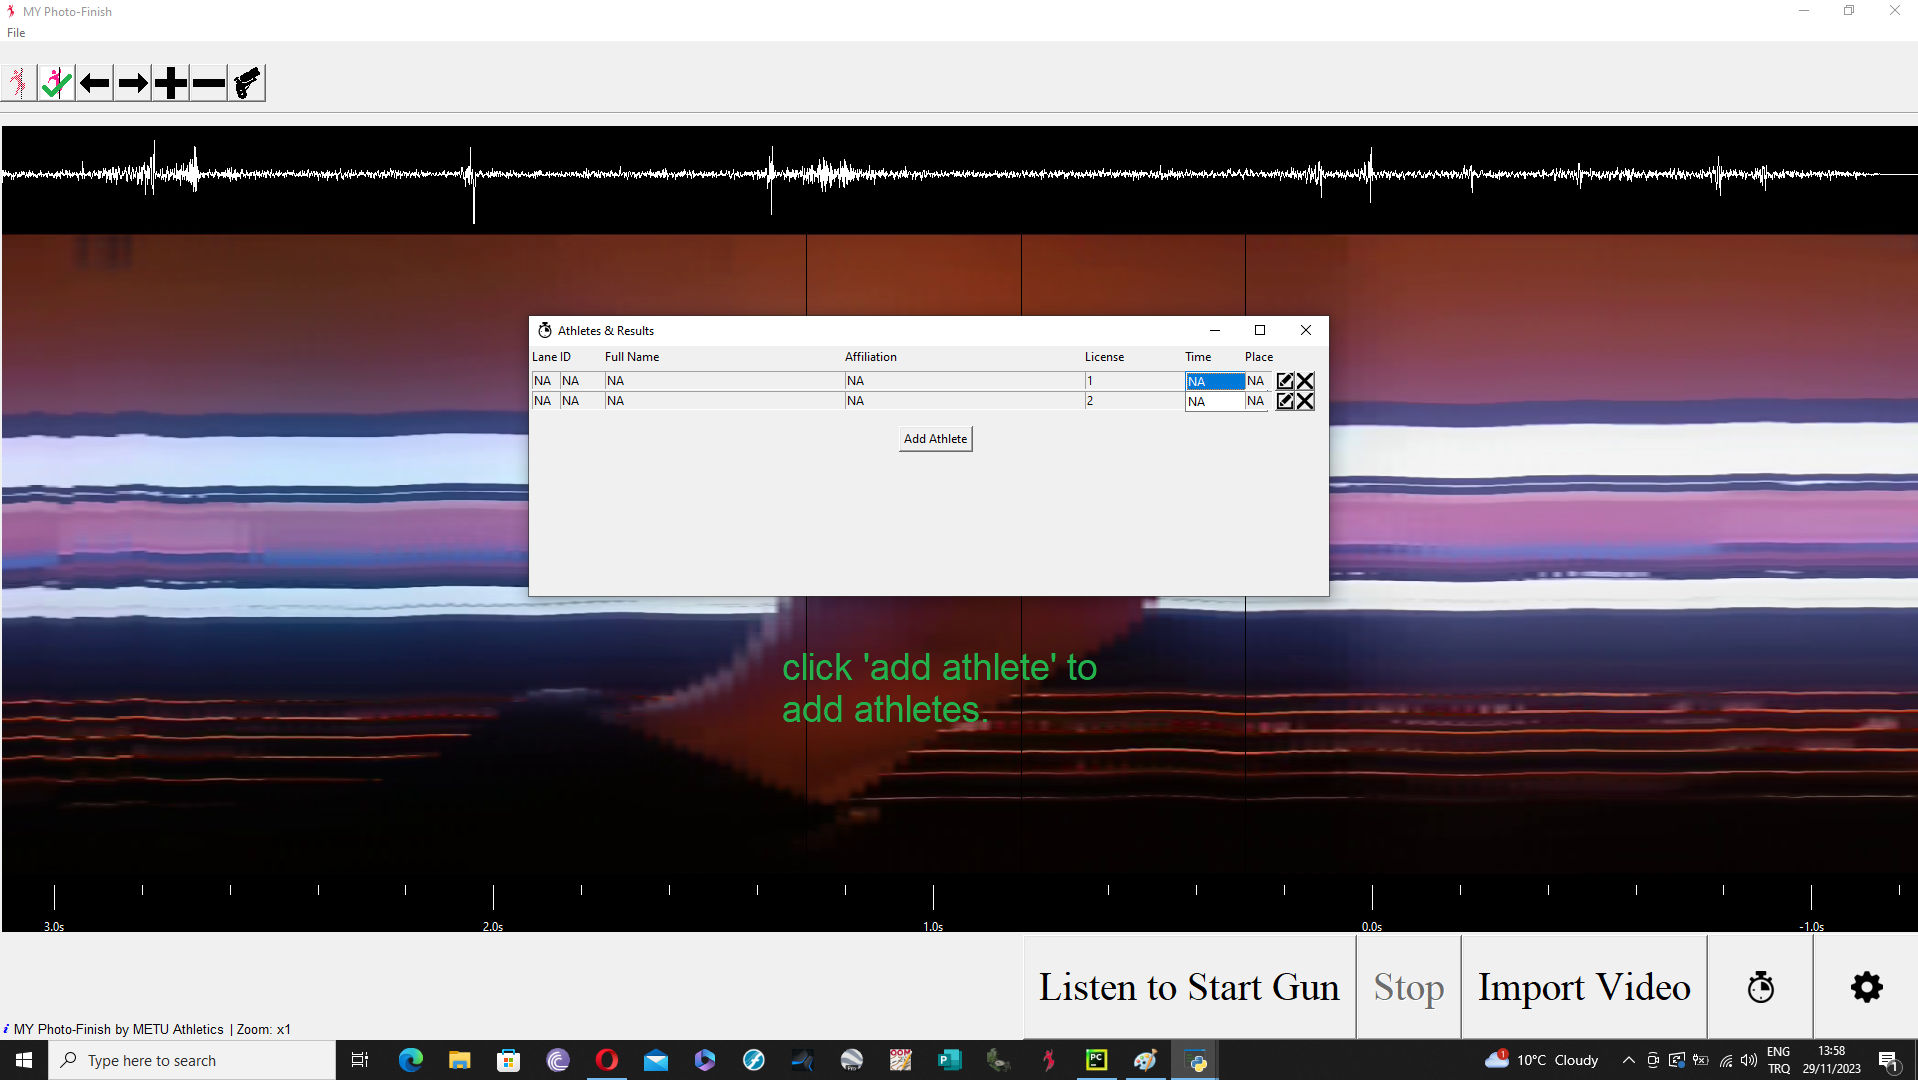 MY Photo-Finish
File
Athletes & Results
Lane ID Full Name Affiliation License Time Place
NA NA NA NA 1 NA NA
NA NA NA NA 2 NA NA
Add Athlete
click 'add athlete' to
add athletes.
3.0s 2.0s 1.0s 0.0s -1.0s
Listen to Start Gun Stop Import Video
i MY Photo-Finish by METU Athletics | Zoom: x1
Type here to search
1 10°C Cloudy
ENG 13:58
TRQ 29/11/2023 1